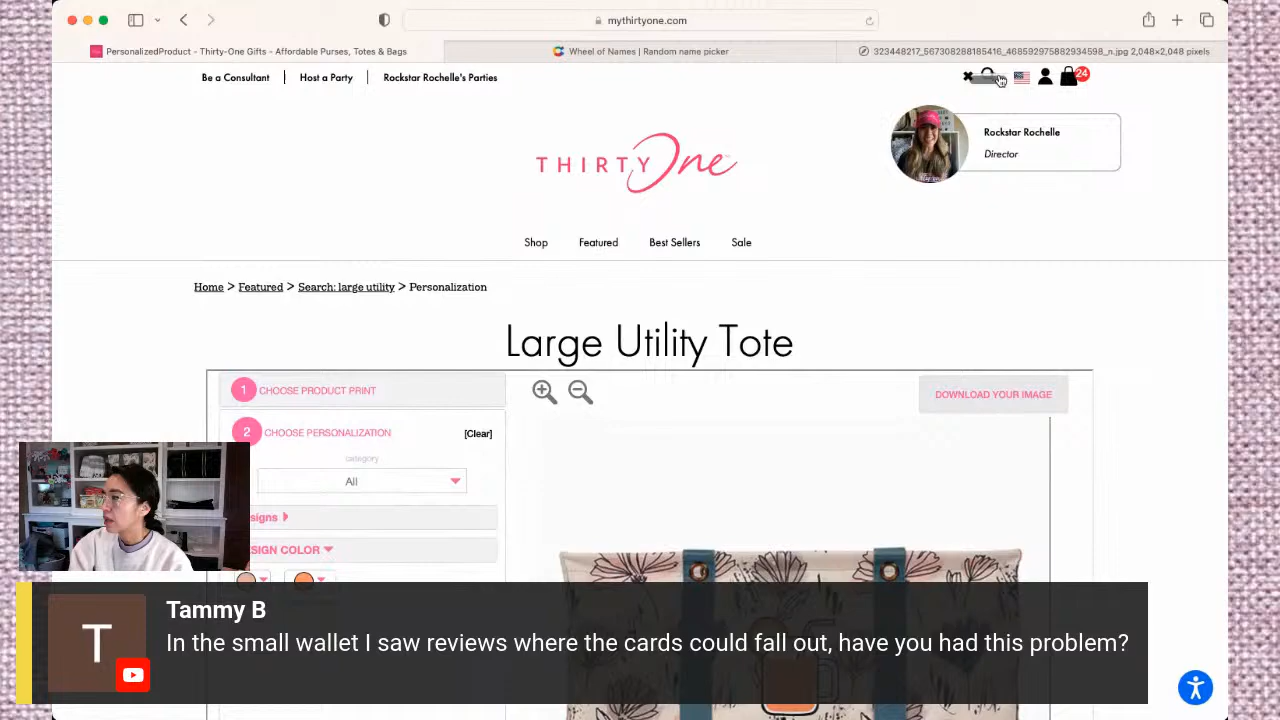 mythirtyone.com
PersonalizedProduct - Thirty-One Gifts - Affordable Purses, Totes & Bags
Wheel of Names | Random name picker
323448217_567308288185416_468592975882934598_n.jpg 2,048×2,048 pixels
Be a Consultant
Host a Party
Rockstar Rochelle's Parties
24
Rockstar Rochelle
Director
THIRTY One
Shop
Featured
Best Sellers
Sale
Home > Featured > Search: large utility > Personalization
Large Utility Tote
1 CHOOSE PRODUCT PRINT
DOWNLOAD YOUR IMAGE
2 CHOOSE PERSONALIZATION
[Clear]
category
All
signs
SIGN COLOR
T
Tammy B
In the small wallet I saw reviews where the cards could fall out, have you had this problem?